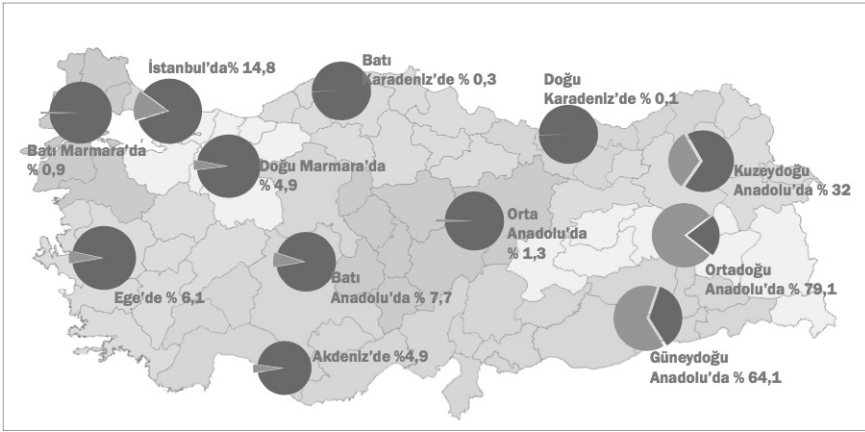 İstanbul'da% 14,8
Batı
Karadeniz'de % 0,3
Doğu
Karadeniz'de % 0,1
Batı Marmara'da
% 0,9
Doğu Marmara'da
% 4,9
Kuzeydoğu
Anadolu'da % 32
Orta
Anadolu'da
% 1,3
Ortadoğu
Anadolu'da % 79,1
Ege'de % 6,1
Batı
Anadolu'da % 7,7
Akdeniz'de %4,9
Güneydoğu
Anadolu'da % 64,1